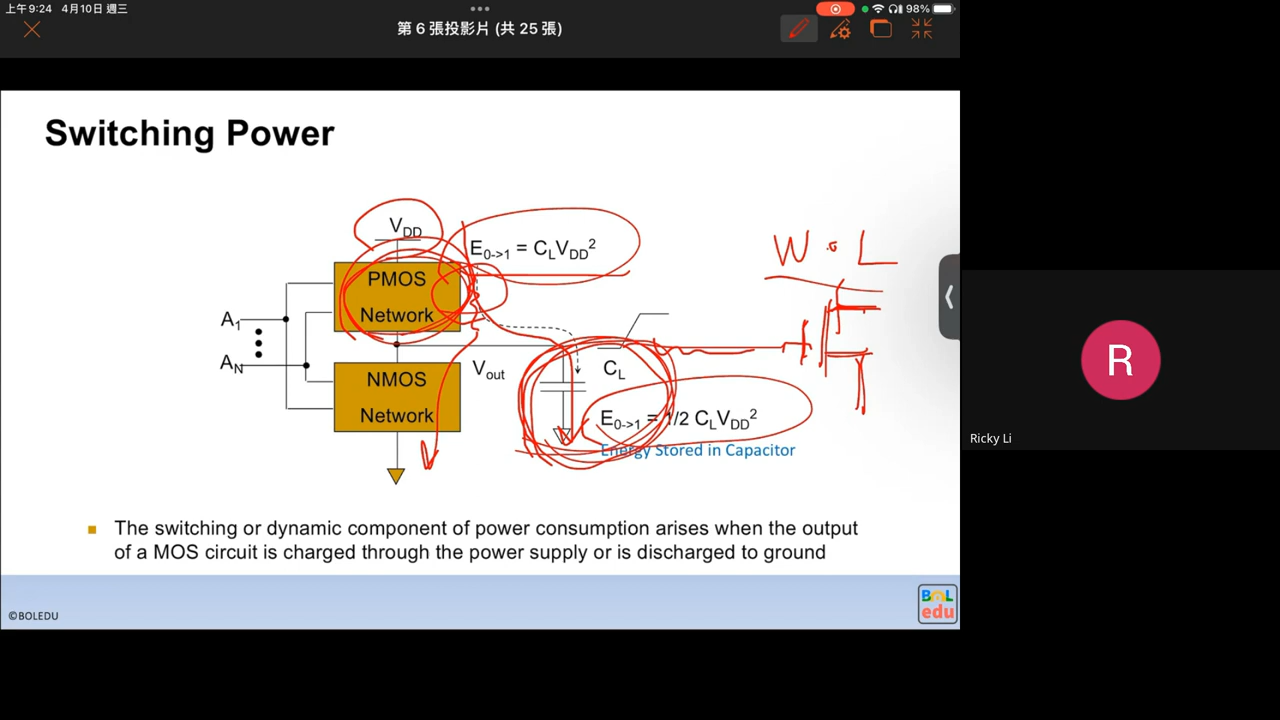 上午9:24 4月10日 週三
98%
第 6 張投影片 (共 25 張)
Switching Power
VDD
E0->1 = CLVDD2
W . L
PMOS
Network
A1
AN
Vout
CL
NMOS
Network
E0->1 = 1/2 CLVDD2
Energy Stored in Capacitor
R
Ricky Li
The switching or dynamic component of power consumption arises when the output
of a MOS circuit is charged through the power supply or is discharged to ground
©BOLEDU
BOL
edu